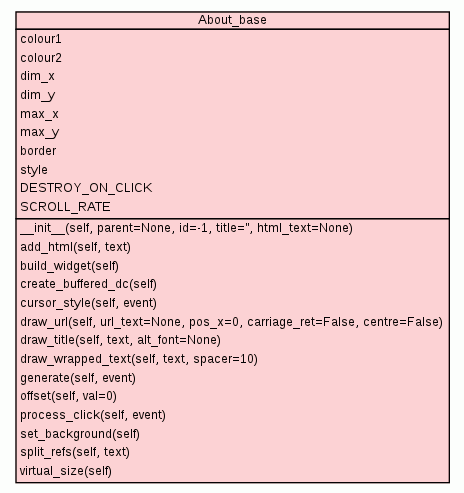 About_base
colour1
colour2
dim_x
dim_y
max_x
max_y
border
style
DESTROY_ON_CLICK
SCROLL_RATE
__init__(self, parent=None, id=-1, title='', html_text=None)
add_html(self, text)
build_widget(self)
create_buffered_dc(self)
cursor_style(self, event)
draw_url(self, url_text=None, pos_x=0, carriage_ret=False, centre=False)
draw_title(self, text, alt_font=None)
draw_wrapped_text(self, text, spacer=10)
generate(self, event)
offset(self, val=0)
process_click(self, event)
set_background(self)
split_refs(self, text)
virtual_size(self)